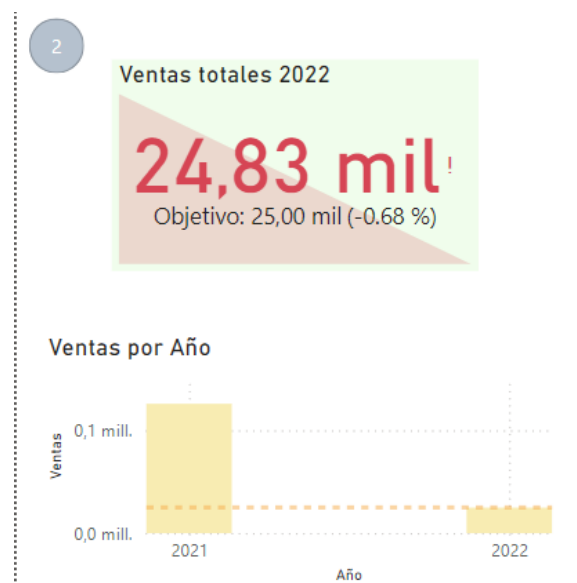 2
Ventas totales 2022
24,83 mil!
Objetivo: 25,00 mil (-0.68 %)
Ventas por Año
Ventas
0,1 mill.
0,0 mill.
2021
2022
Año